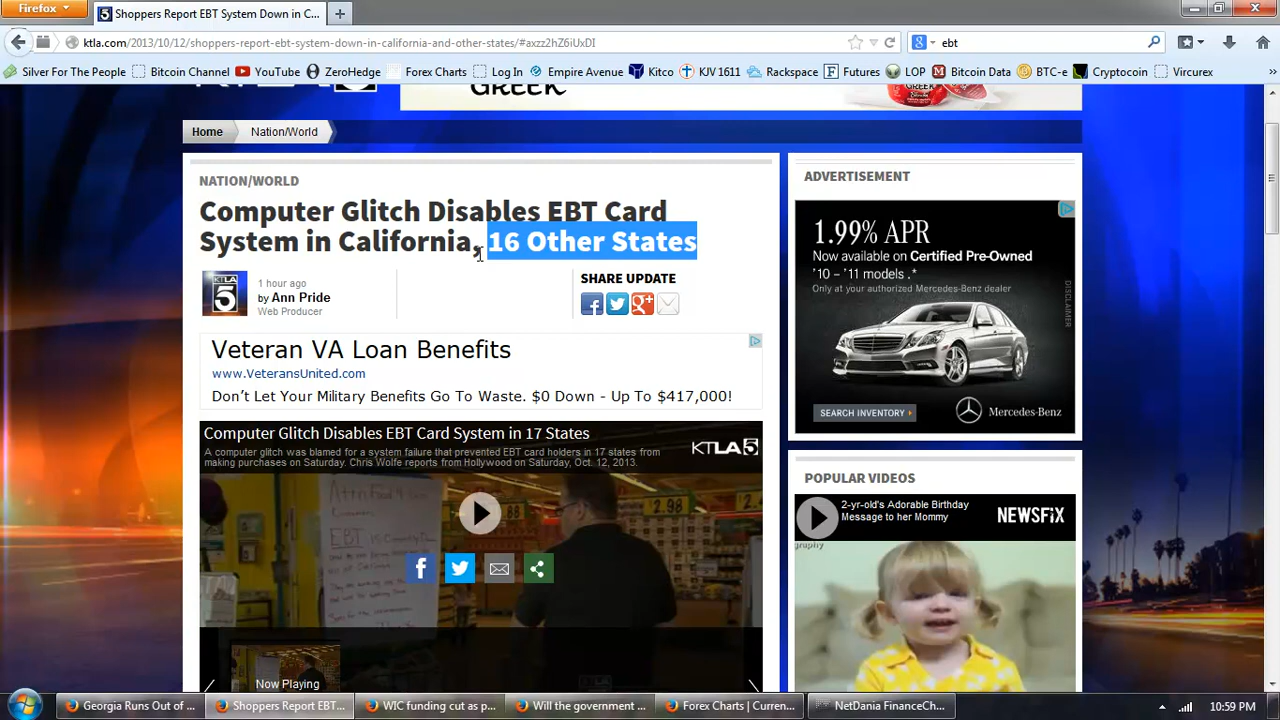 Firefox
Shoppers Report EBT System Down in C...
ktla.com/2013/10/12/shoppers-report-ebt-system-down-in-california-and-other-states/#axzz2hZ6iUxDI
ebt
Silver For The People
Bitcoin Channel
YouTube
ZeroHedge
Forex Charts
Log In
Empire Avenue
Kitco
KJV 1611
Rackspace
Futures
LOP
Bitcoin Data
BTC-e
Cryptocoin
Vircurex
GREEK
Home
Nation/World
NATION/WORLD
Computer Glitch Disables EBT Card
System in California, 16 Other States
1 hour ago
by Ann Pride
Web Producer
SHARE UPDATE
Veteran VA Loan Benefits
www.VeteransUnited.com
Don't Let Your Military Benefits Go To Waste. $0 Down - Up To $417,000!
Computer Glitch Disables EBT Card System in 17 States
A computer glitch was blamed for a system failure that prevented EBT card holders in 17 states from
making purchases on Saturday. Chris Wolfe reports from Hollywood on Saturday, Oct. 12, 2013.
KTLA 5
EBT
2.98
Now Playing
ADVERTISEMENT
1.99% APR
Now available on Certified Pre-Owned
'10 – '11 models .*
Only at your authorized Mercedes-Benz dealer
DISCLAIMER
SEARCH INVENTORY
Mercedes-Benz
POPULAR VIDEOS
2-yr-old's Adorable Birthday
Message to her Mommy
NEWSFIX
graphy
Georgia Runs Out of ...
Shoppers Report EBT...
WIC funding cut as p...
Will the government ...
Forex Charts | Curren...
NetDania FinanceCh...
10:59 PM